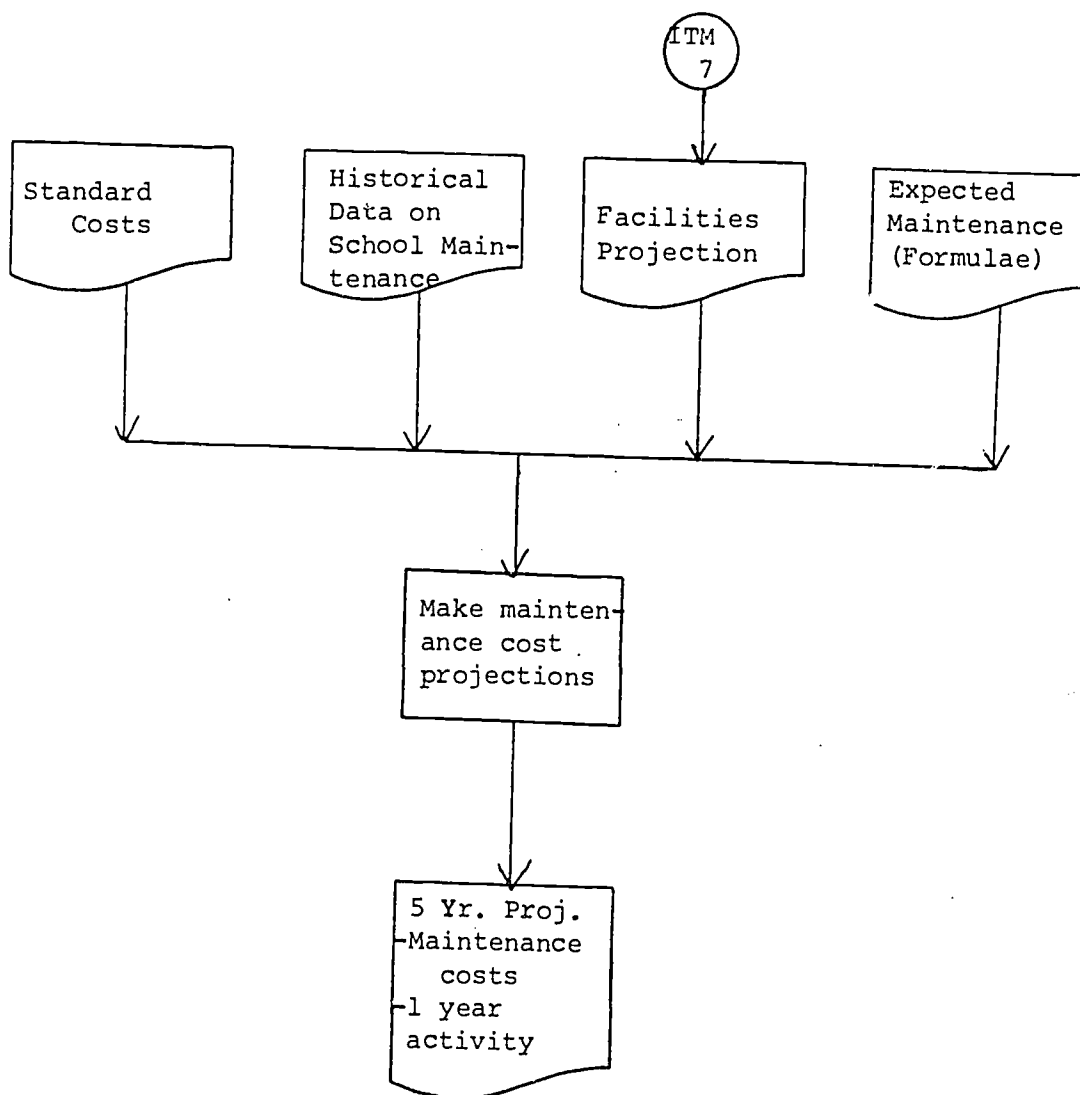 ITM
7
Standard
Costs
Historical
Data on
School Main-
tenance
Facilities
Projection
Expected
Maintenance
(Formulae)
Make mainten-
ance cost
projections
5 Yr. Proj.
-Maintenance
costs
-1 year
activity